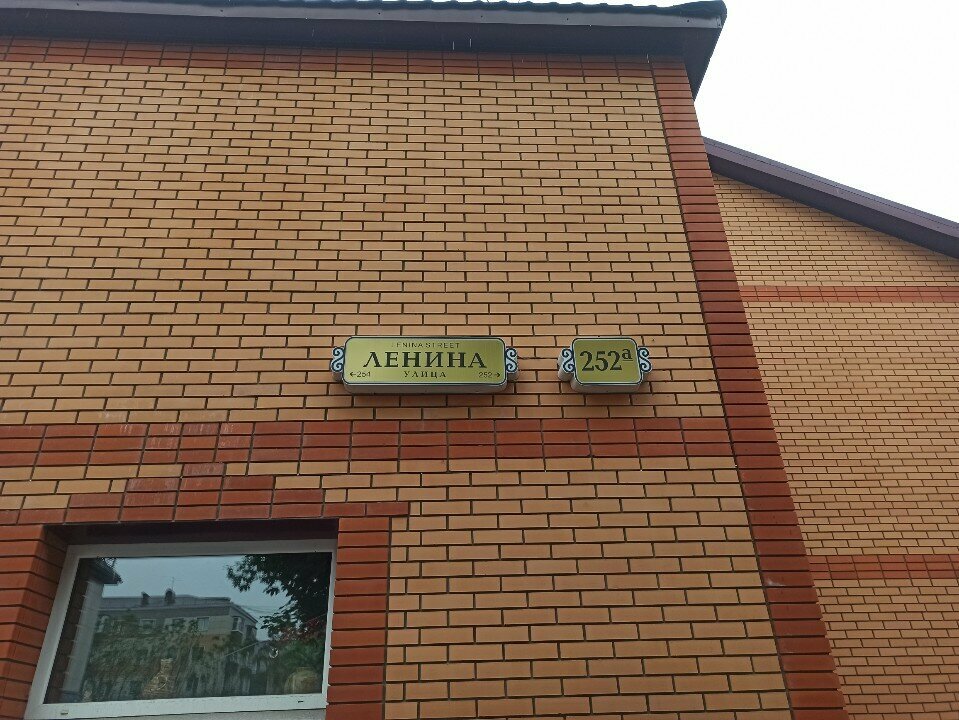 LENINA STREET
ЛЕНИНА
УЛИЦА
←254 252→
252а